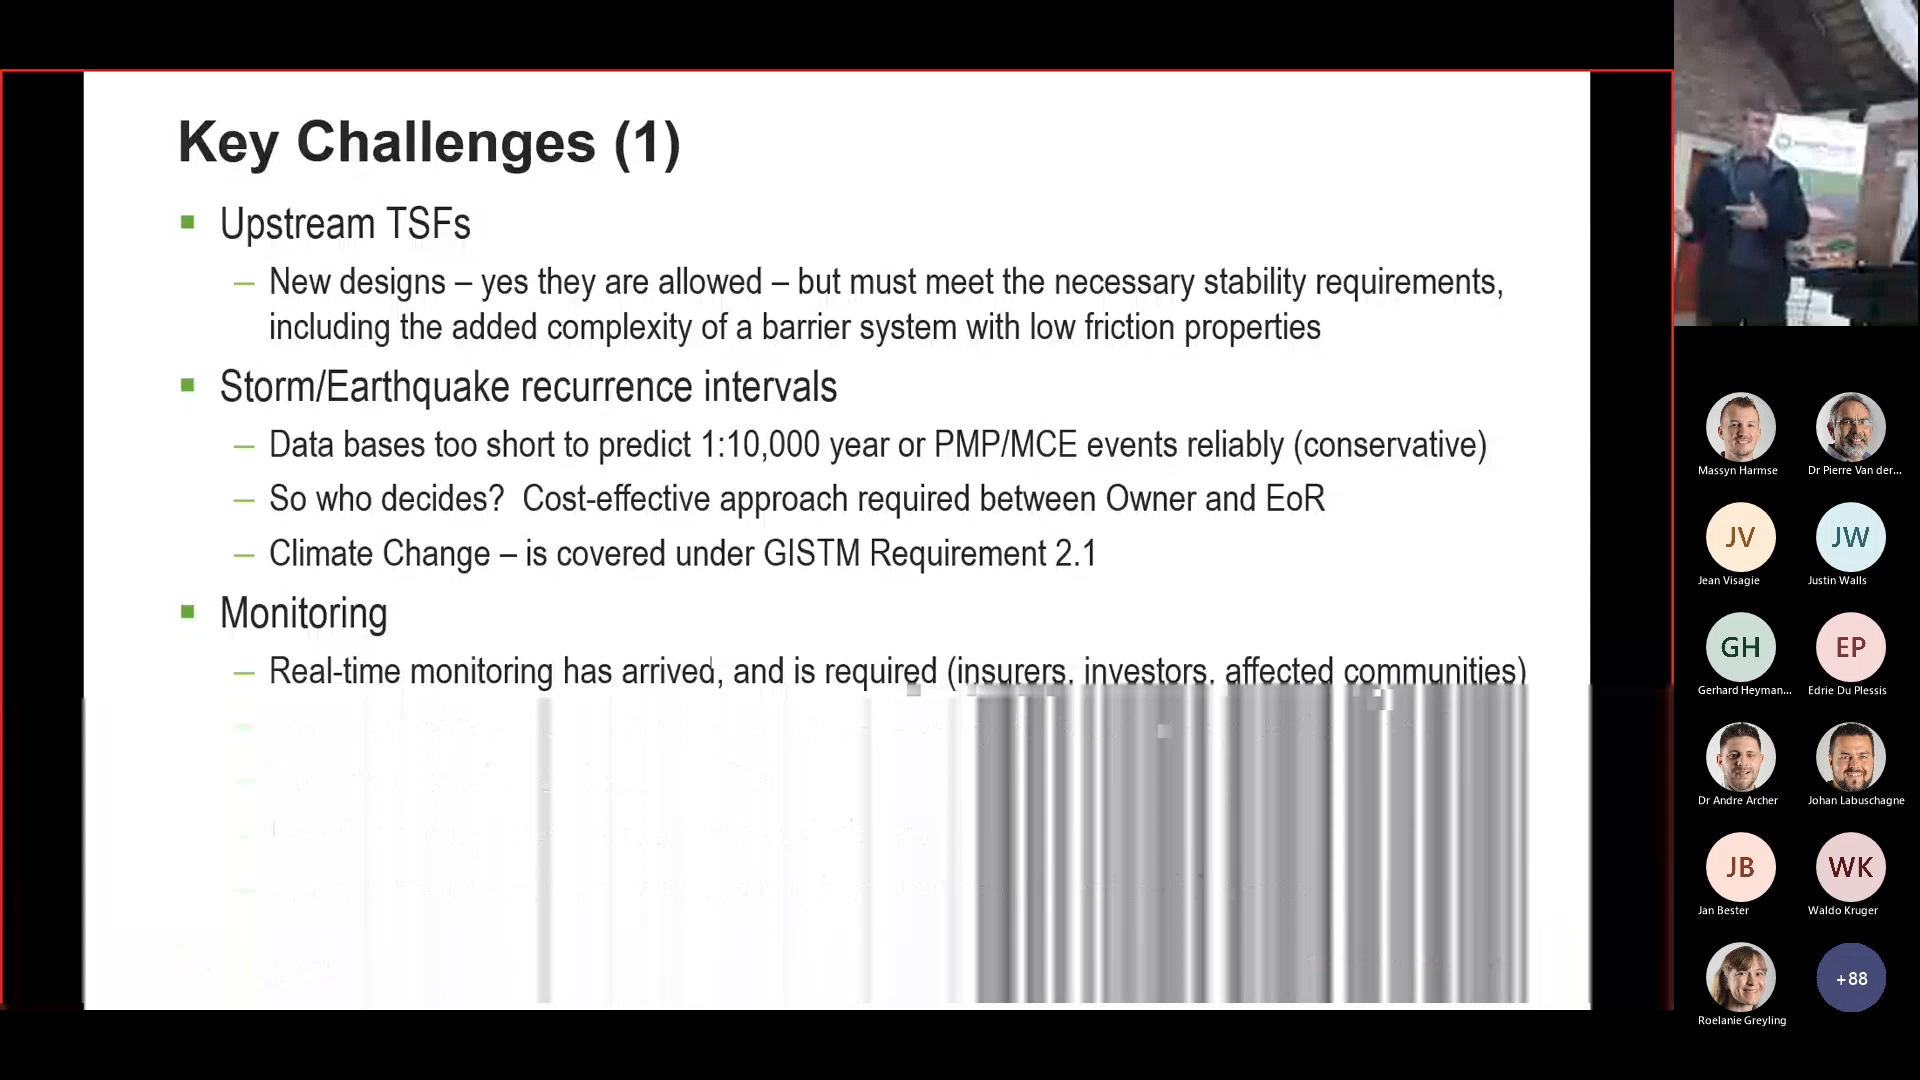 Key Challenges (1)
Upstream TSFs
– New designs – yes they are allowed – but must meet the necessary stability requirements,
including the added complexity of a barrier system with low friction properties
Storm/Earthquake recurrence intervals
– Data bases too short to predict 1:10,000 year or PMP/MCE events reliably (conservative)
– So who decides? Cost-effective approach required between Owner and EoR
– Climate Change – is covered under GISTM Requirement 2.1
Monitoring
– Real-time monitoring has arrived, and is required (insurers, investors, affected communities)
Massyn Harmse
Dr Pierre Van der...
JV
JW
Jean Visagie
Justin Walls
GH
EP
Gerhard Heyman...
Edrie Du Plessis
Dr Andre Archer
Johan Labuschagne
JB
WK
Jan Bester
Waldo Kruger
+88
Roelanie Greyling